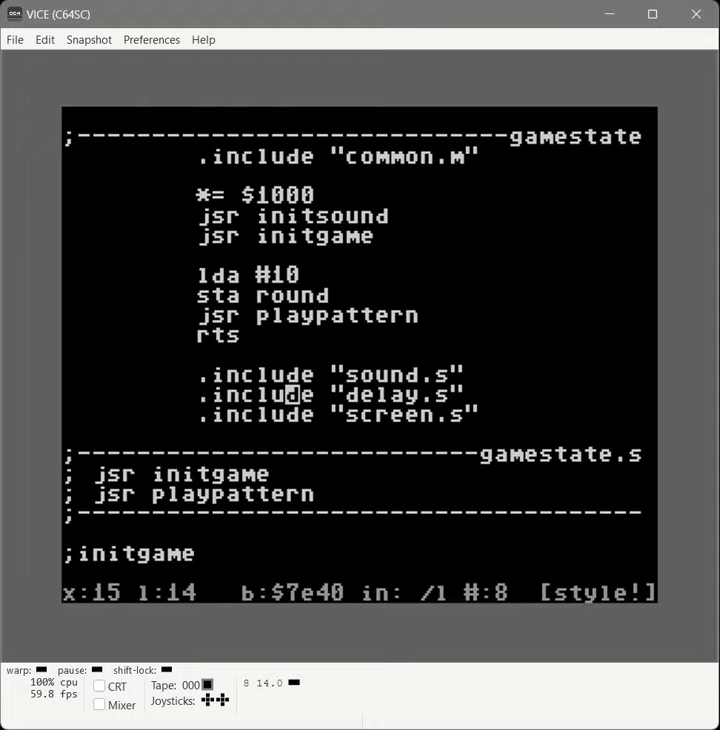 VICE (C64SC)
File Edit Snapshot Preferences Help
;------------------------------gamestate
.include "common.m"
*= $1000
jsr initsound
jsr initgame
lda #10
sta round
jsr playpattern
rts
.include "sound.s"
.include "delay.s"
.include "screen.s"
;----------------------------gamestate.s
; jsr initgame
; jsr playpattern
;---------------------------------------
;initgame
x:15 l:14 b:$7e40 in: /l #:8 [style!]
warp: pause: shift-lock:
100% cpu
59.8 fps
CRT
Mixer
Tape: 000
Joysticks:
8 14.0